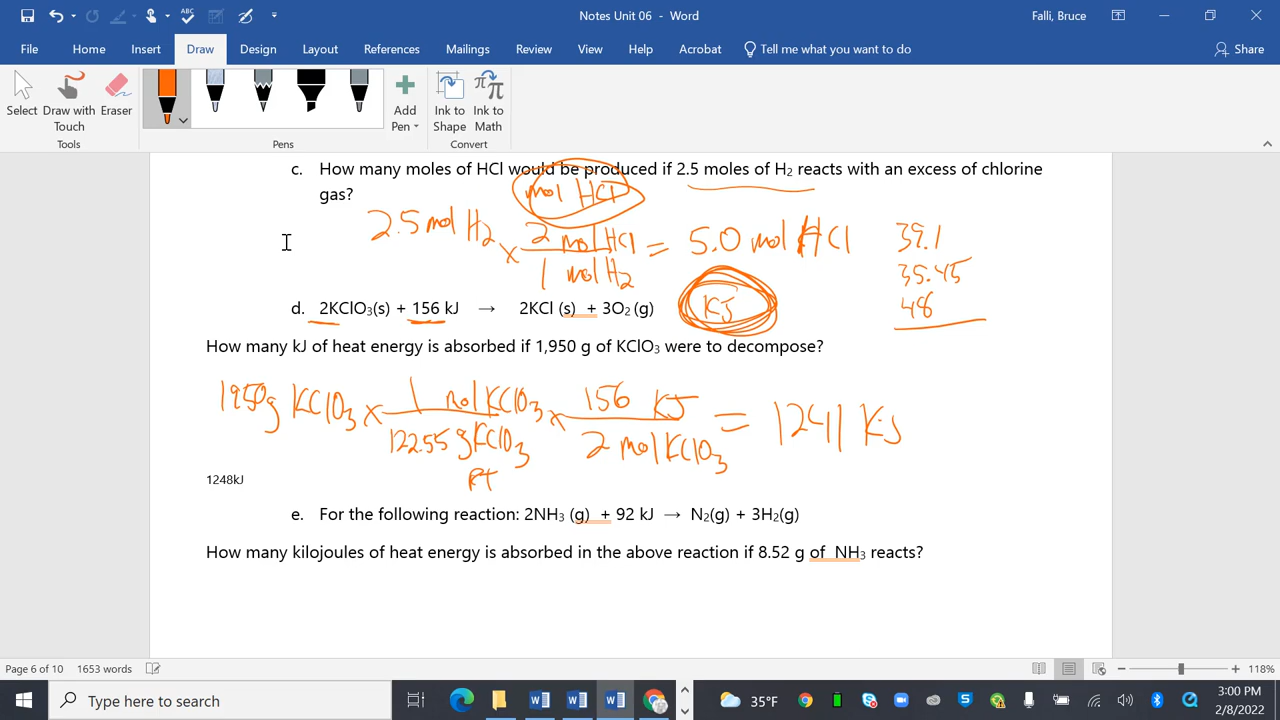 Notes Unit 06 - Word
Falli, Bruce
File Home Insert Draw Design Layout References Mailings Review View Help Acrobat Tell me what you want to do Share
Select Draw with Touch Eraser Add Pen Ink to Shape Ink to Math
Tools Pens Convert
c. How many moles of HCl would be produced if 2.5 moles of H2 reacts with an excess of chlorine
gas?
mol HCl
2.5 mol H2 x 2 mol HCl = 5.0 mol HCl
1 mol H2
39.1
35.45
48
d. 2KClO3(s) + 156 kJ → 2KCl (s) + 3O2 (g)
KJ
How many kJ of heat energy is absorbed if 1,950 g of KClO3 were to decompose?
1950g KClO3 x 1 mol KClO3 x 156 KJ = 1241 KJ
122.55 g KClO3 2 mol KClO3
PT
1248kJ
e. For the following reaction: 2NH3 (g) + 92 kJ → N2(g) + 3H2(g)
How many kilojoules of heat energy is absorbed in the above reaction if 8.52 g of NH3 reacts?
Page 6 of 10 1653 words 118%
Type here to search 35°F 3:00 PM
2/8/2022